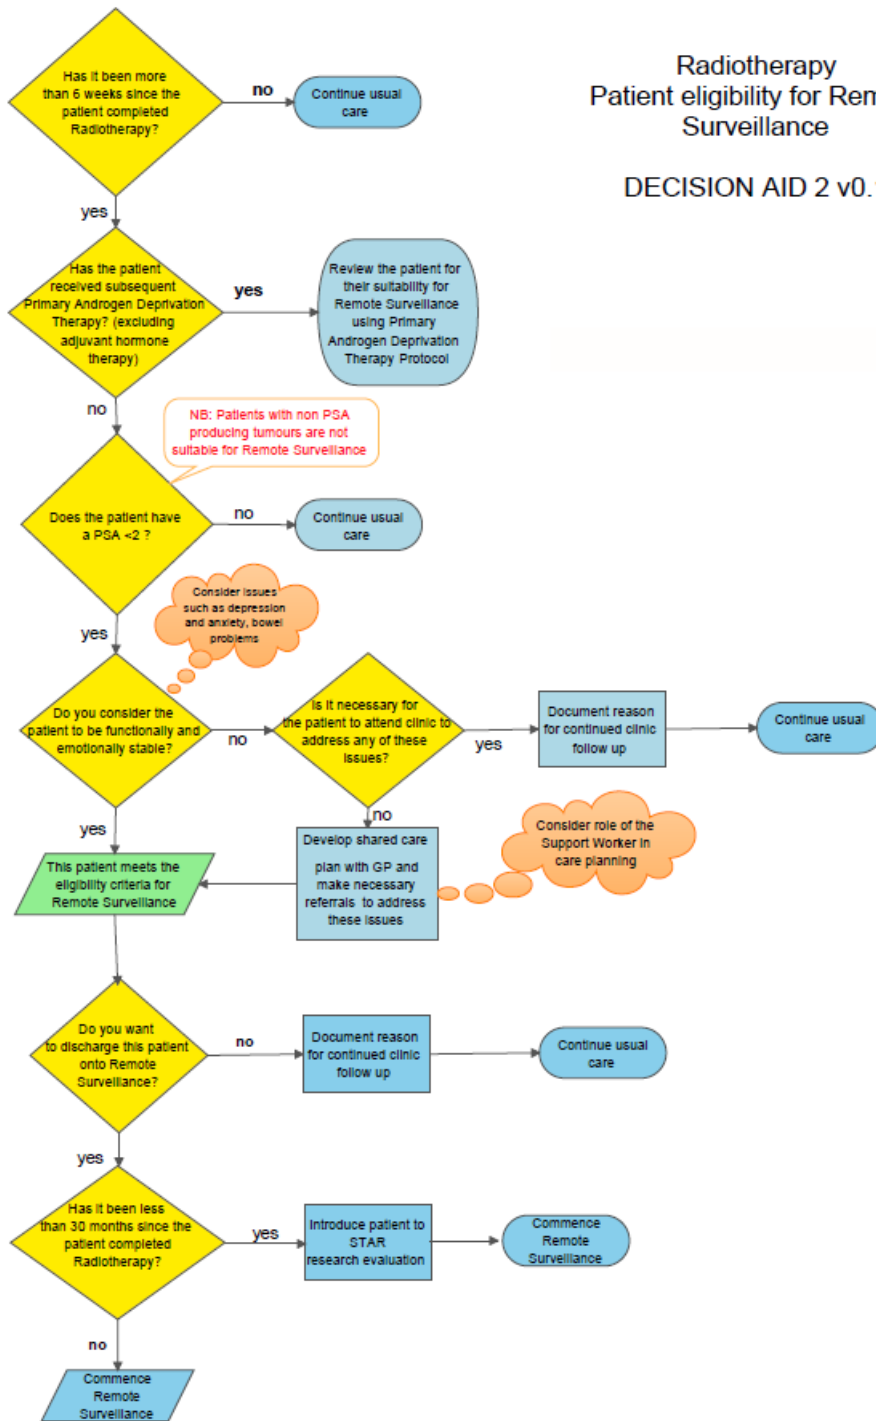 Radiotherapy
Patient eligibility for Rem
Surveillance
DECISION AID 2 v0.
Has it been more
than 6 weeks since the
patient completed
Radiotherapy?
no
Continue usual
care
yes
Has the patient
received subsequent
Primary Androgen Deprivation
Therapy? (excluding
adjuvant hormone
therapy)
yes
Review the patient for
their suitability for
Remote Surveillance
using Primary
Androgen Deprivation
Therapy Protocol
no
NB: Patients with non PSA
producing tumours are not
suitable for Remote Surveillance
Does the patient have
a PSA <2 ?
no
Continue usual
care
yes
Consider issues
such as depression
and anxiety, bowel
problems
Do you consider the
patient to be functionally and
emotionally stable?
no
Is it necessary for
the patient to attend clinic to
address any of these
issues?
yes
Document reason
for continued clinic
follow up
Continue usual
care
yes
no
Develop shared care
plan with GP and
make necessary
referrals to address
these issues
Consider role of the
Support Worker in
care planning
This patient meets the
eligibility criteria for
Remote Surveillance
Do you want
to discharge this patient
onto Remote
Surveillance?
no
Document reason
for continued clinic
follow up
Continue usual
care
yes
Has it been less
than 30 months since the
patient completed
Radiotherapy?
yes
Introduce patient to
STAR
research evaluation
Commence
Remote
Surveillance
no
Commence
Remote
Surveillance